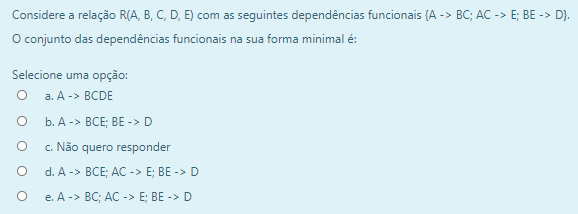 Considere a relação R(A, B, C, D, E) com as seguintes dependências funcionais {A -> BC; AC -> E; BE -> D}.
O conjunto das dependências funcionais na sua forma minimal é:
Selecione uma opção:
a. A -> BCDE
b. A -> BCE; BE -> D
c. Não quero responder
d. A -> BCE; AC -> E; BE -> D
e. A -> BC; AC -> E; BE -> D